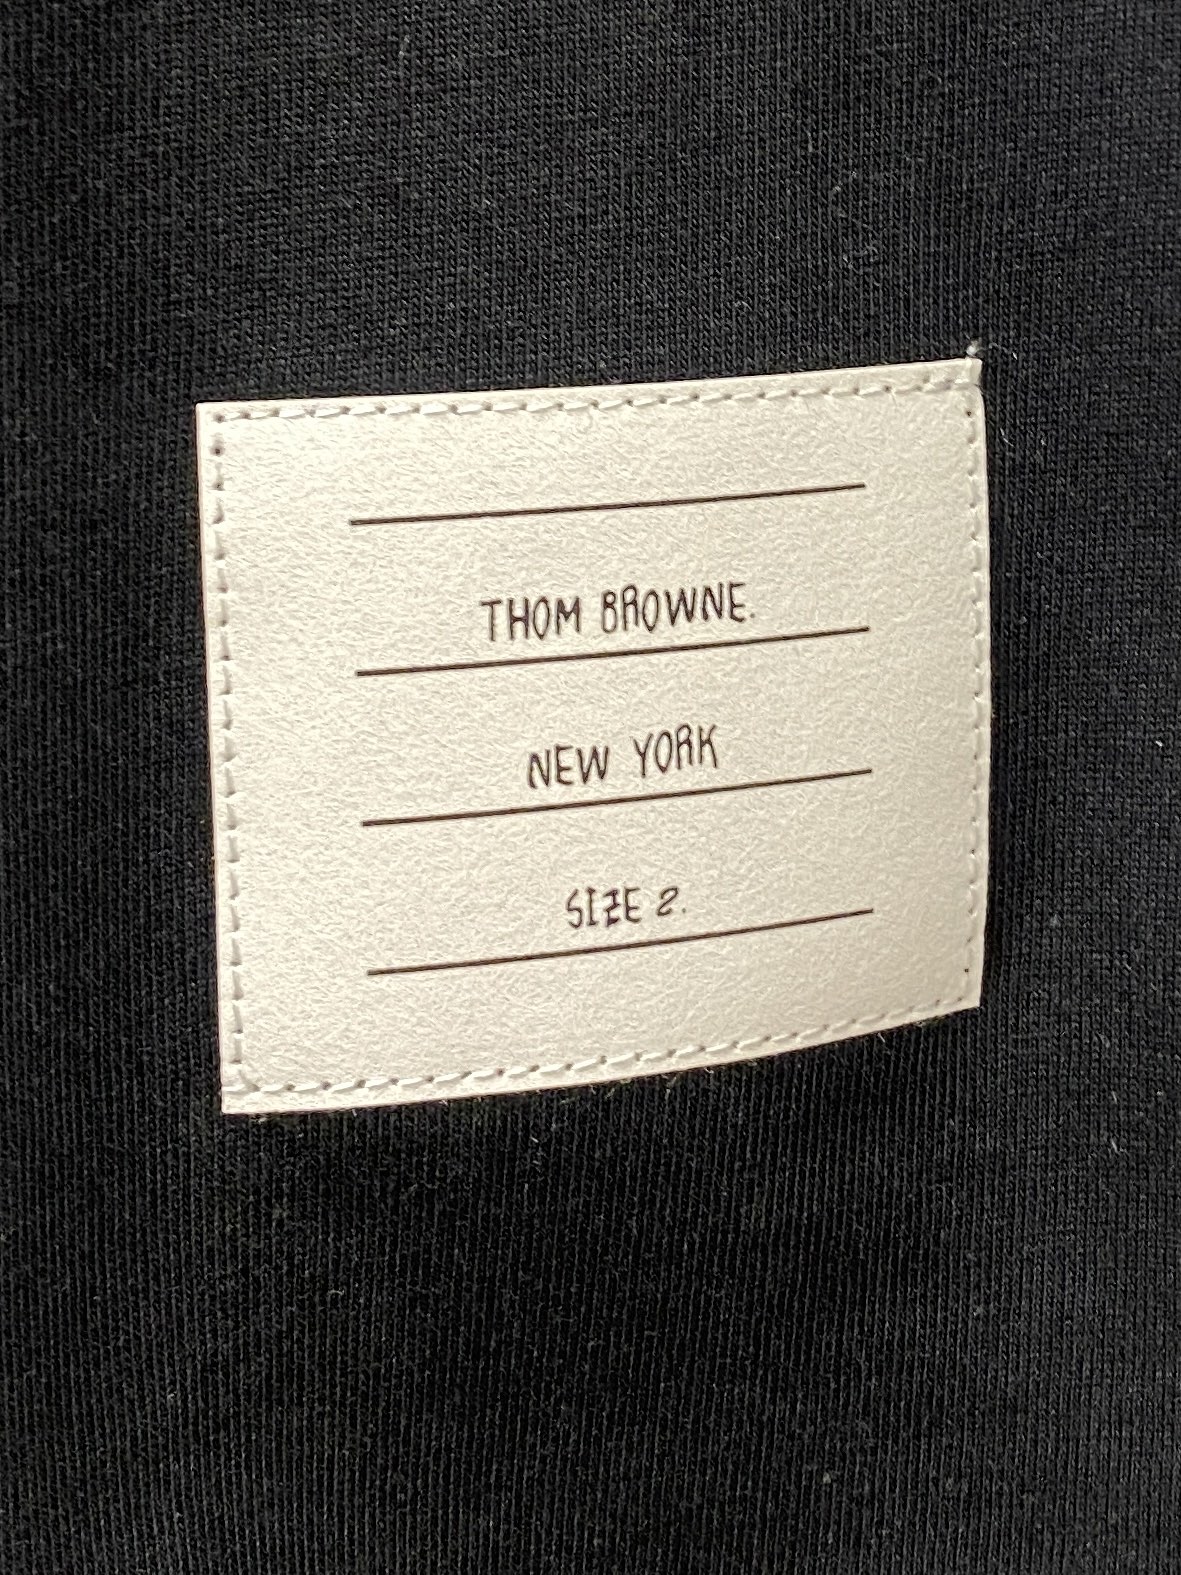 THOM BROWNE.
NEW YORK
SIZE 2.